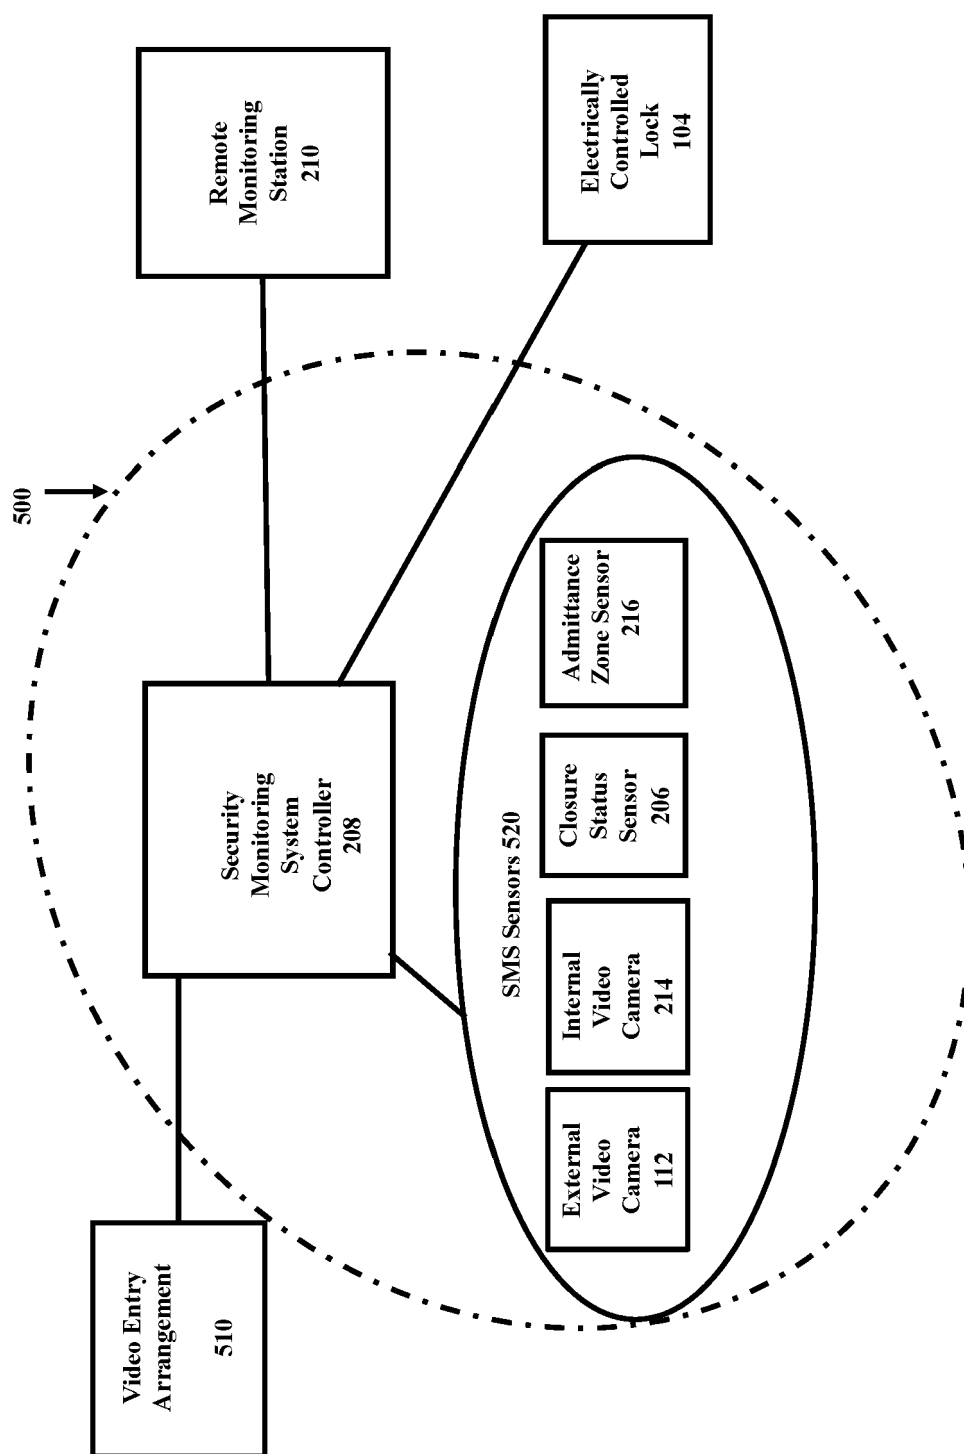 500
Video Entry
Arrangement
510
Security
Monitoring
System
Controller
208
Remote
Monitoring
Station
210
SMS Sensors 520
External
Video
Camera
112
Internal
Video
Camera
214
Closure
Status
Sensor
206
Admittance
Zone Sensor
216
Electrically
Controlled
Lock
104